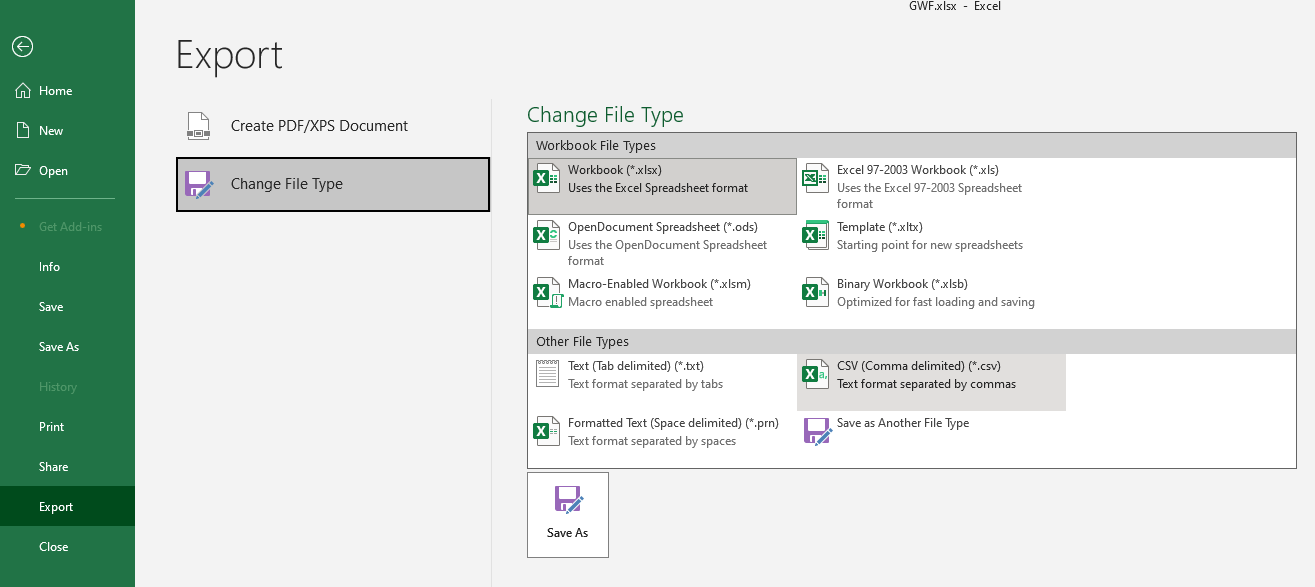 GWF.xlsx - Excel
Home
New
Open
Get Add-ins
Info
Save
Save As
History
Print
Share
Export
Close
Export
Create PDF/XPS Document
Change File Type
Change File Type
Workbook File Types
Workbook (*.xlsx)
Uses the Excel Spreadsheet format
Excel 97-2003 Workbook (*.xls)
Uses the Excel 97-2003 Spreadsheet
format
OpenDocument Spreadsheet (*.ods)
Uses the OpenDocument Spreadsheet
format
Template (*.xltx)
Starting point for new spreadsheets
Macro-Enabled Workbook (*.xlsm)
Macro enabled spreadsheet
Binary Workbook (*.xlsb)
Optimized for fast loading and saving
Other File Types
Text (Tab delimited) (*.txt)
Text format separated by tabs
CSV (Comma delimited) (*.csv)
Text format separated by commas
Formatted Text (Space delimited) (*.prn)
Text format separated by spaces
Save as Another File Type
Save As